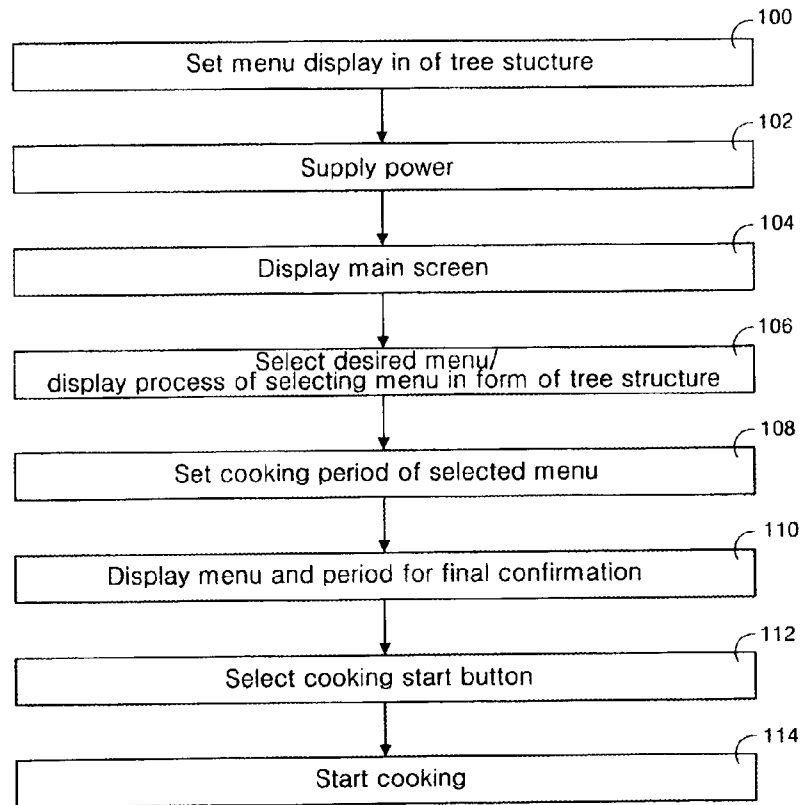 100
Set menu display in of tree stucture
102
Supply power
104
Display main screen
106
Select desired menu/
display process of selecting menu in form of tree structure
108
Set cooking period of selected menu
110
Display menu and period for final confirmation
112
Select cooking start button
114
Start cooking